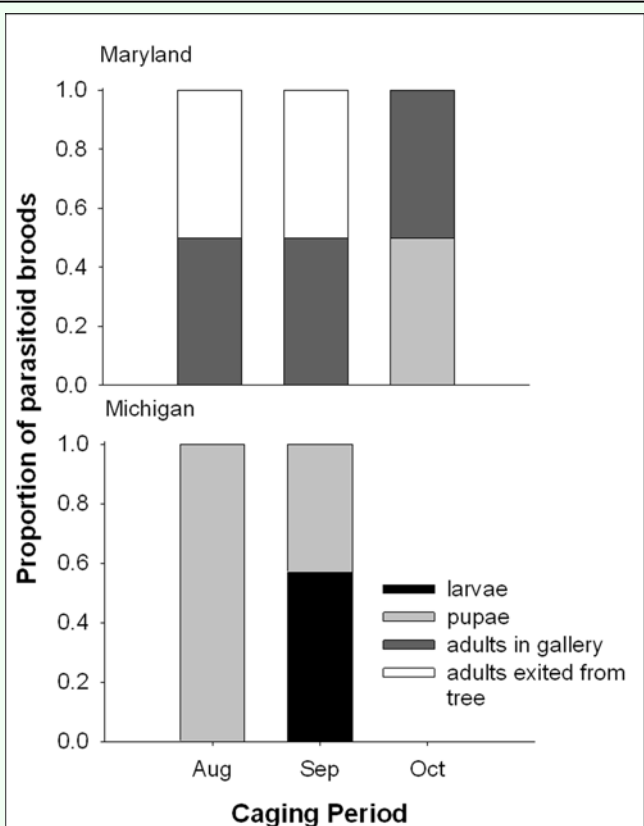 Maryland
1.0
0.8
0.6
0.4
0.2
0.0
Proportion of parasitoid broods
Michigan
1.0
0.8
0.6
0.4
0.2
0.0
larvae
pupae
adults in gallery
adults exited from
tree
Aug Sep Oct
Caging Period